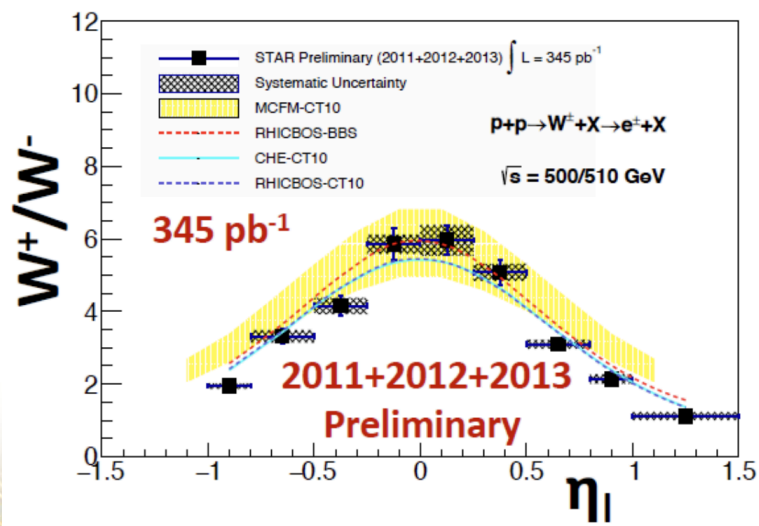 12
10
8
6
4
2
0
W⁺/W⁻
STAR Preliminary (2011+2012+2013) ∫ L = 345 pb⁻¹
Systematic Uncertainty
MCFM-CT10
RHICBOS-BBS
CHE-CT10
RHICBOS-CT10
p+p→W±+X→e±+X
√s = 500/510 GeV
345 pb⁻¹
2011+2012+2013
Preliminary
−1.5 −1 −0.5 0 0.5 1 1.5
η_l